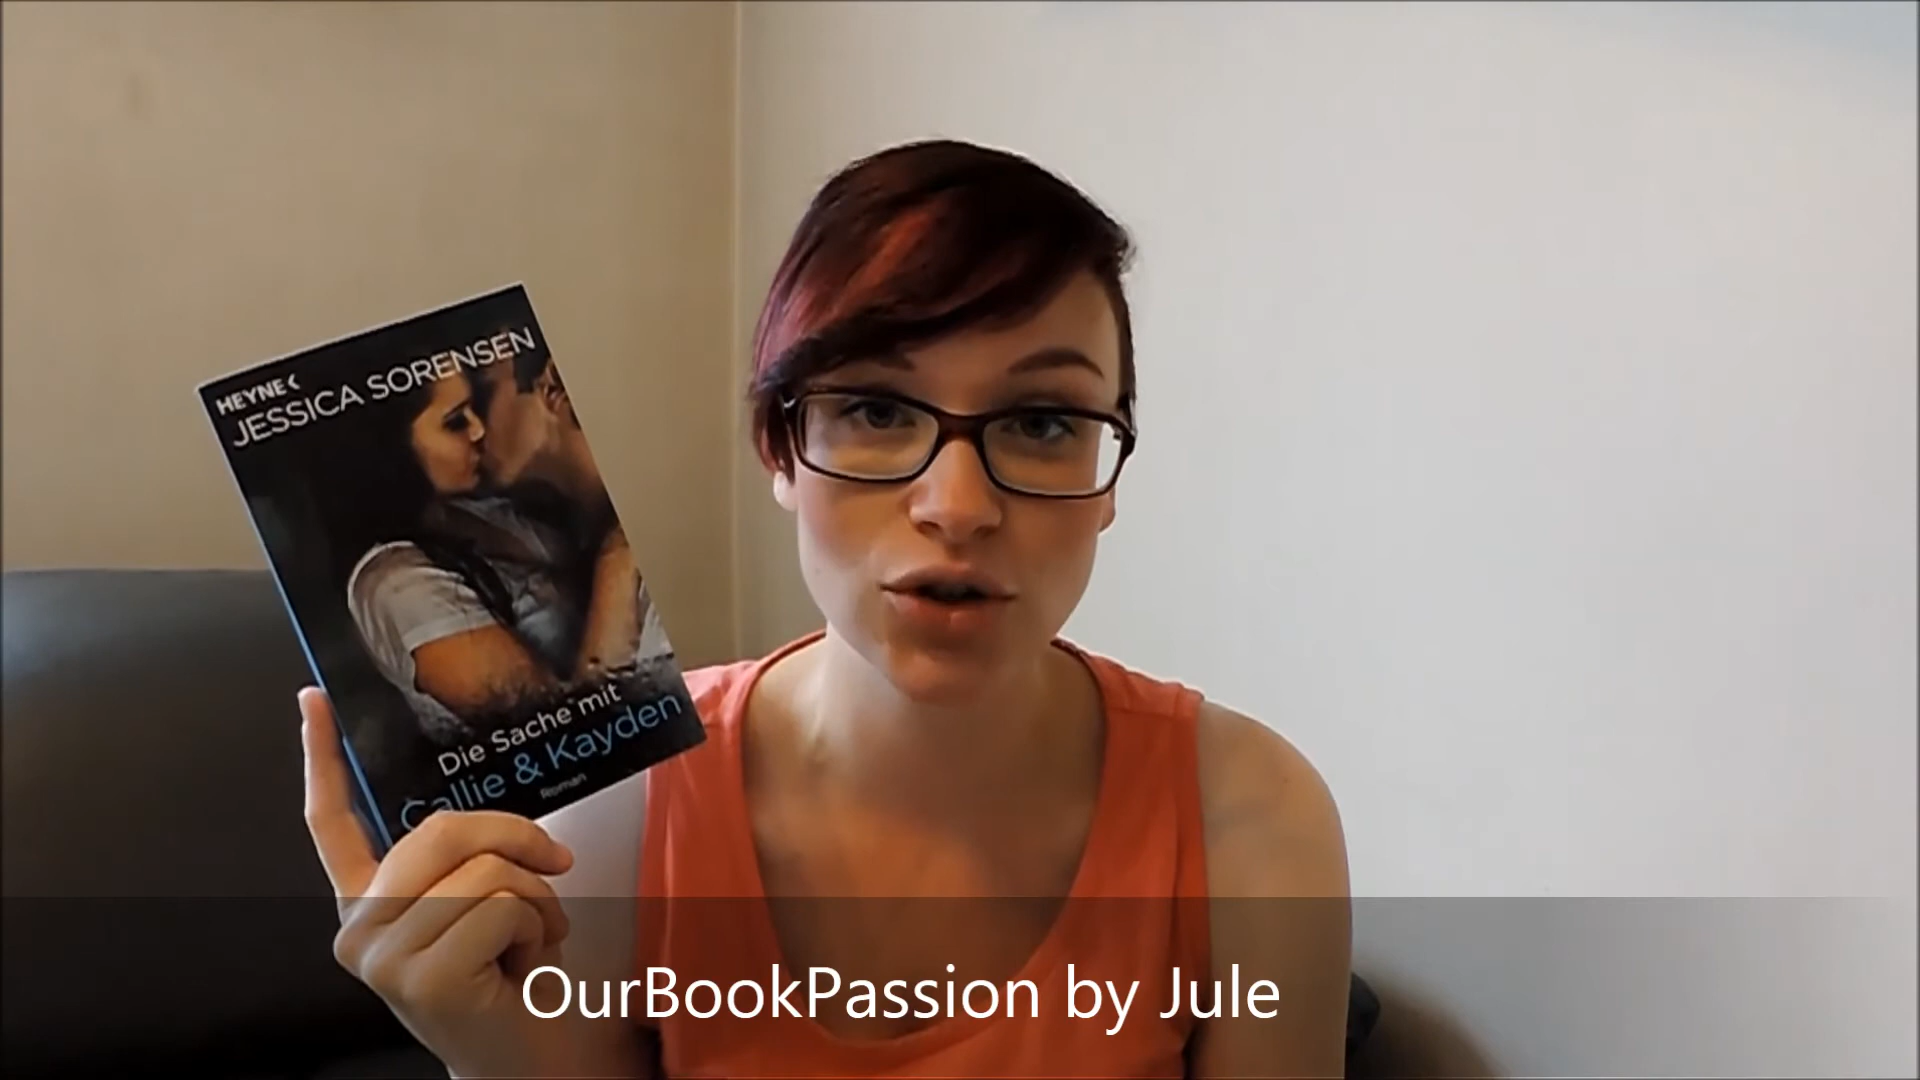 HEYNE
JESSICA SORENSEN
Die Sache mit
Callie & Kayden
Roman
OurBookPassion by Jule